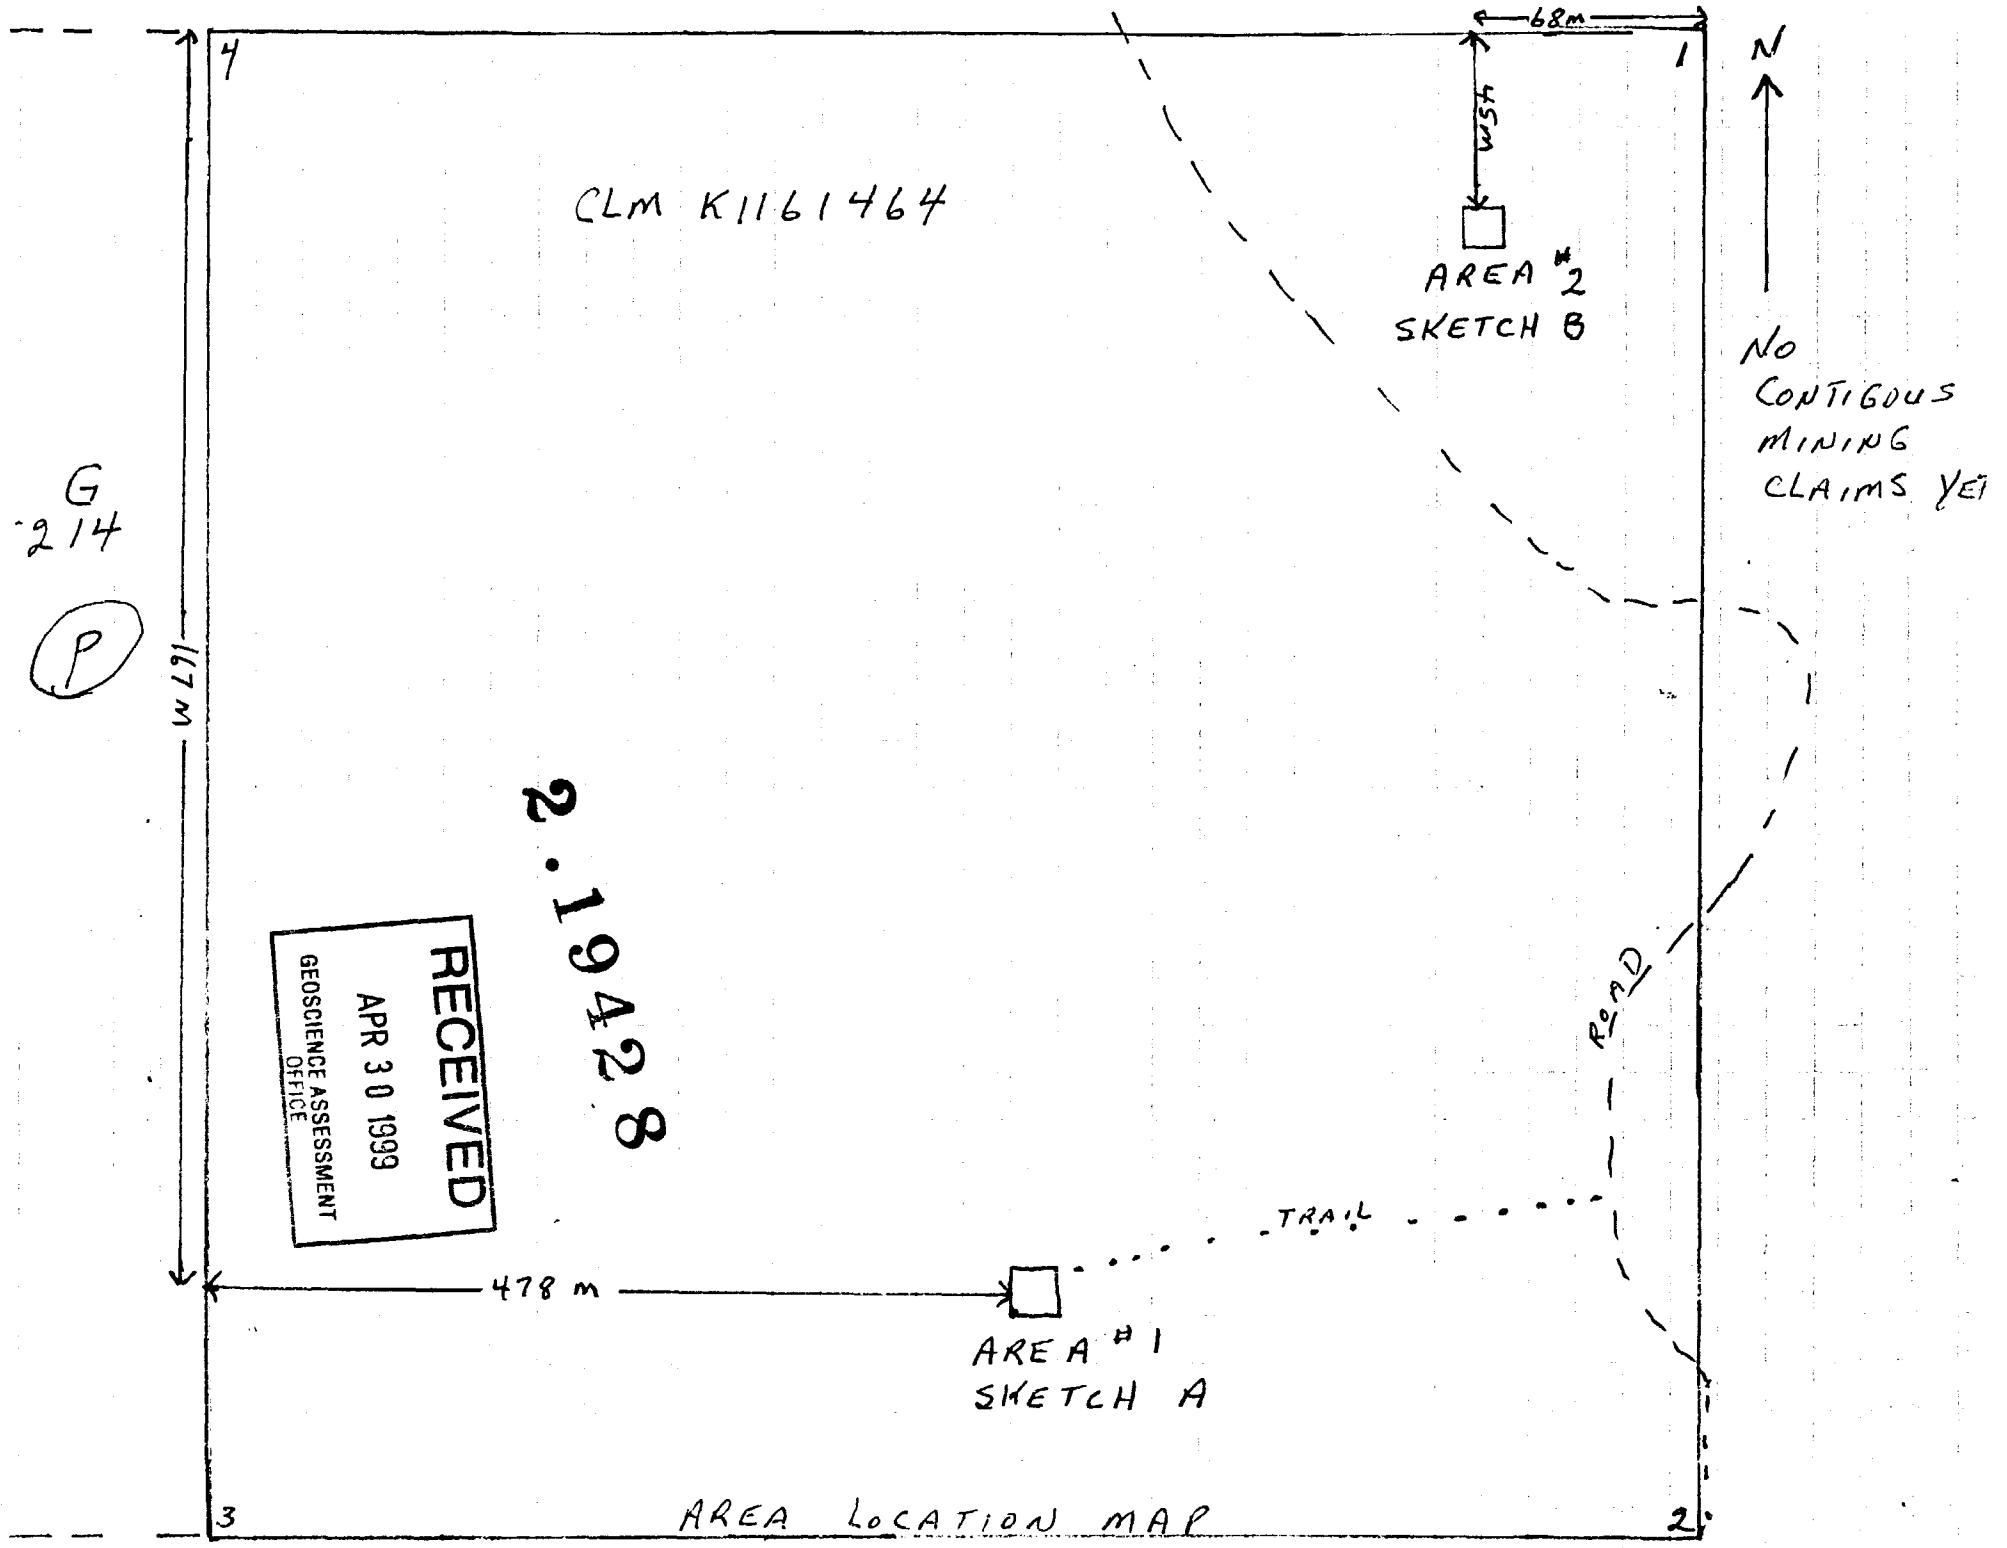 68m
4
1
N
45m
CLM K1161464
AREA #2
SKETCH B
NO
CONTIGOUS
MINING
CLAIMS YET
G
214
P
167 m
2.19428
RECEIVED
APR 30 1999
GEOSCIENCE ASSESSMENT
OFFICE
ROAD
TRAIL
478 m
AREA #1
SKETCH A
3
AREA LOCATION MAP
2